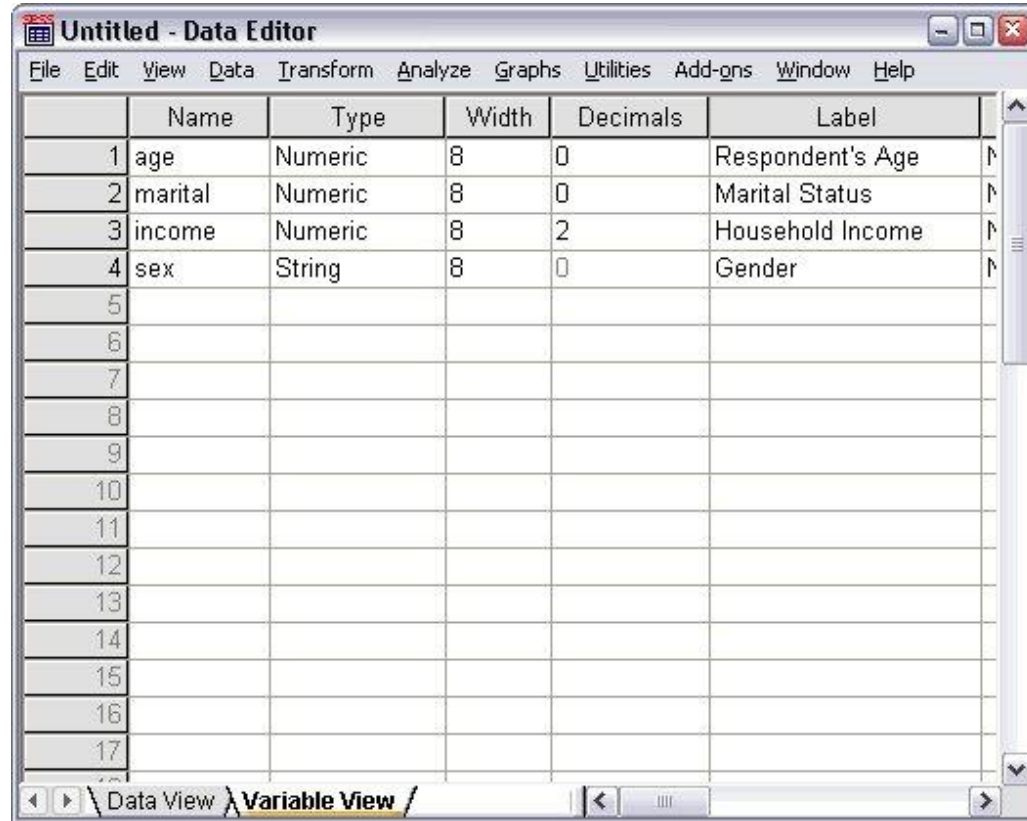 Untitled - Data Editor
File Edit View Data Transform Analyze Graphs Utilities Add-ons Window Help
Name Type Width Decimals Label
1 age Numeric 8 0 Respondent's Age
2 marital Numeric 8 0 Marital Status
3 income Numeric 8 2 Household Income
4 sex String 8 0 Gender
5
6
7
8
9
10
11
12
13
14
15
16
17
Data View Variable View